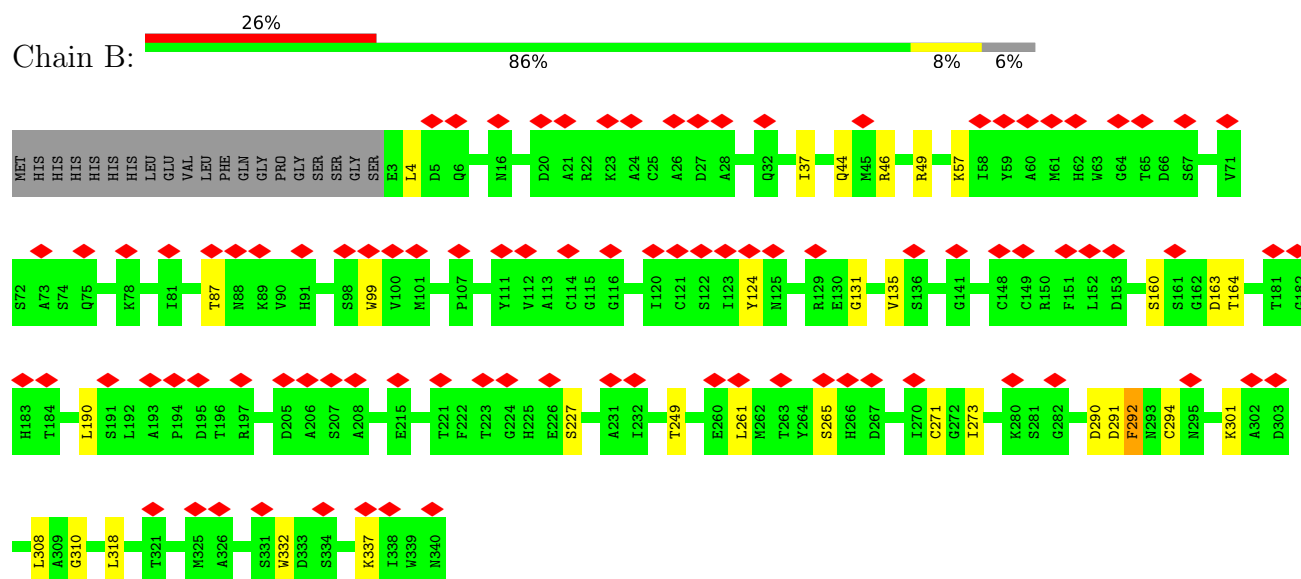 26%
Chain B:
86% 8% 6%
MET HIS HIS HIS HIS HIS HIS LEU GLU VAL LEU PHE GLN GLY PRO GLY SER SER GLY SER E3 L4 D5 Q6 N16 D20 A21 R22 K23 A24 C25 A26 D27 A28 Q32 I37 Q44 M45 R46 R49 K57 I58 Y59 A60 M61 H62 W63 G64 T65 D66 S67 V71
S72 A73 S74 Q75 K78 I81 T87 N88 K89 V90 H91 S98 W99 V100 M101 P107 Y111 V112 A113 C114 G115 G116 I120 C121 S122 I123 Y124 N125 R129 E130 G131 V135 S136 G141 C148 C149 R150 F151 L152 D153 S160 S161 G162 D163 T164 T181 G182
H183 T184 L190 S191 L192 A193 P194 D195 T196 R197 D205 A206 S207 A208 E215 T221 F222 T223 G224 H225 E226 S227 A231 I232 T249 E260 L261 M262 T263 Y264 S265 H266 D267 I270 C271 G272 I273 K280 S281 G282 D290 D291 F292 N293 C294 N295 K301 A302 D303
L308 A309 G310 L318 T321 M325 A326 S331 W332 D333 S334 K337 I338 W339 N340